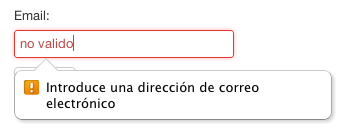 Email:
no valido
Introduce una dirección de correo
electrónico